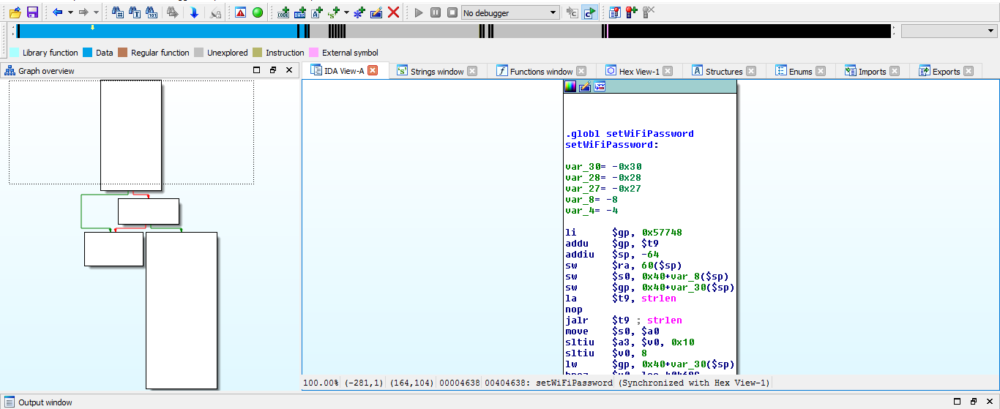 No debugger
Library function Data Regular function Unexplored Instruction External symbol
Graph overview
IDA View-A Strings window Functions window Hex View-1 Structures Enums Imports Exports
.globl setWiFiPassword
setWiFiPassword:
var_30= -0x30
var_28= -0x28
var_27= -0x27
var_8= -8
var_4= -4
li $gp, 0x57748
addu $gp, $t9
addiu $sp, -64
sw $ra, 60($sp)
sw $s0, 0x40+var_8($sp)
sw $gp, 0x40+var_30($sp)
la $t9, strlen
nop
jalr $t9 ; strlen
move $s0, $a0
sltiu $a3, $v0, 0x10
sltiu $v0, 8
lw $gp, 0x40+var_30($sp)
100.00% (-281,1) (164,104) 00004638 00404638: setWiFiPassword (Synchronized with Hex View-1)
Output window